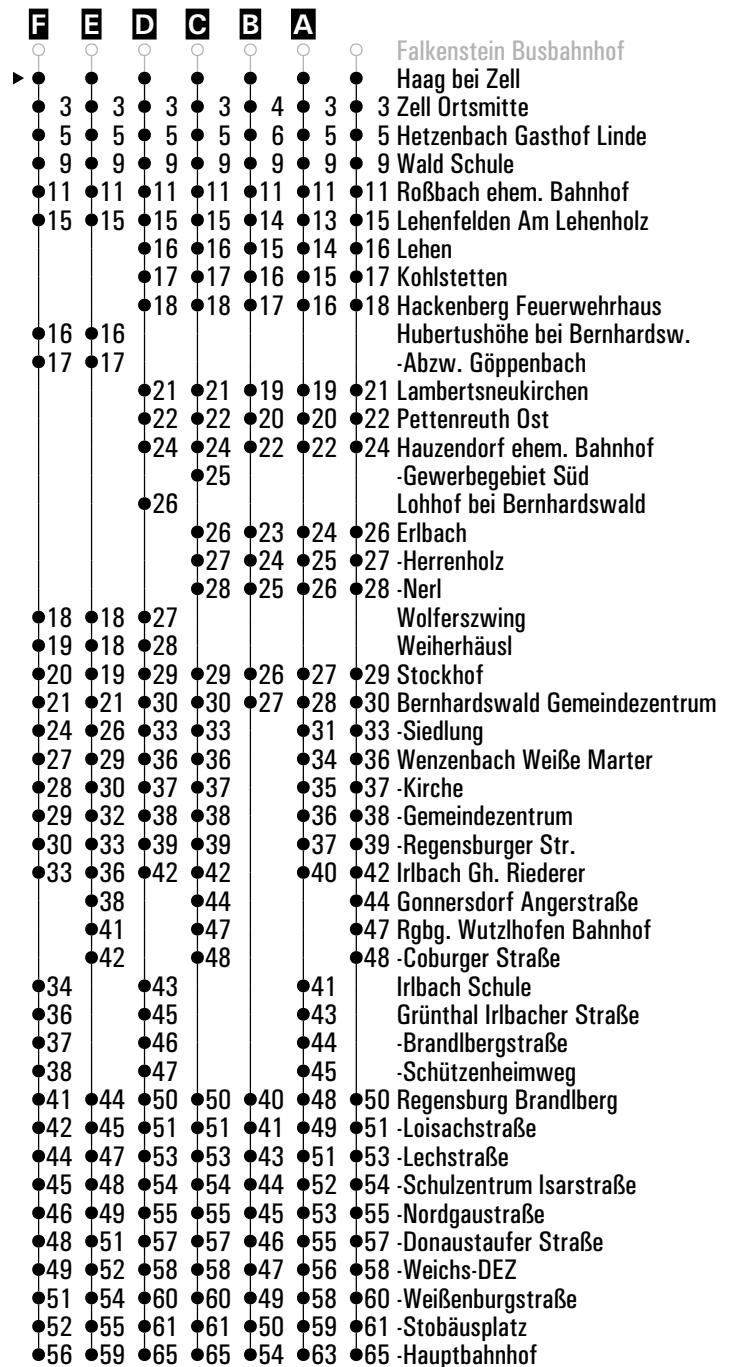 F E D C B A
Falkenstein Busbahnhof
Haag bei Zell
3 3 3 3 4 3 3 Zell Ortsmitte
5 5 5 5 6 5 5 Hetzenbach Gasthof Linde
9 9 9 9 9 9 9 Wald Schule
11 11 11 11 11 11 11 Roßbach ehem. Bahnhof
15 15 15 15 14 13 15 Lehenfelden Am Lehenholz
16 16 15 14 16 Lehen
17 17 16 15 17 Kohlstetten
18 18 17 16 18 Hackenberg Feuerwehrhaus
16 16 Hubertushöhe bei Bernhardsw.
17 17 -Abzw. Göppenbach
21 21 19 19 21 Lambertsneukirchen
22 22 20 20 22 Pettenreuth Ost
24 24 22 22 24 Hauzendorf ehem. Bahnhof
25 -Gewerbegebiet Süd
26 Lohhof bei Bernhardswald
26 23 24 26 Erlbach
27 24 25 27 -Herrenholz
28 25 26 28 -Nerl
18 18 27 Wolferszwing
19 18 28 Weiherhäusl
20 19 29 29 26 27 29 Stockhof
21 21 30 30 27 28 30 Bernhardswald Gemeindezentrum
24 26 33 33 31 33 -Siedlung
27 29 36 36 34 36 Wenzenbach Weiße Marter
28 30 37 37 35 37 -Kirche
29 32 38 38 36 38 -Gemeindezentrum
30 33 39 39 37 39 -Regensburger Str.
33 36 42 42 40 42 Irlbach Gh. Riederer
38 44 44 Gonnersdorf Angerstraße
41 47 47 Rgbg. Wutzlhofen Bahnhof
42 48 48 -Coburger Straße
34 43 41 Irlbach Schule
36 45 43 Grünthal Irlbacher Straße
37 46 44 -Brandlbergstraße
38 47 45 -Schützenheimweg
41 44 50 50 40 48 50 Regensburg Brandlberg
42 45 51 51 41 49 51 -Loisachstraße
44 47 53 53 43 51 53 -Lechstraße
45 48 54 54 44 52 54 -Schulzentrum Isarstraße
46 49 55 55 45 53 55 -Nordgaustraße
48 51 57 57 46 55 57 -Donaustaufer Straße
49 52 58 58 47 56 58 -Weichs-DEZ
51 54 60 60 49 58 60 -Weißenburgstraße
52 55 61 61 50 59 61 -Stobäusplatz
56 59 65 65 54 63 65 -Hauptbahnhof